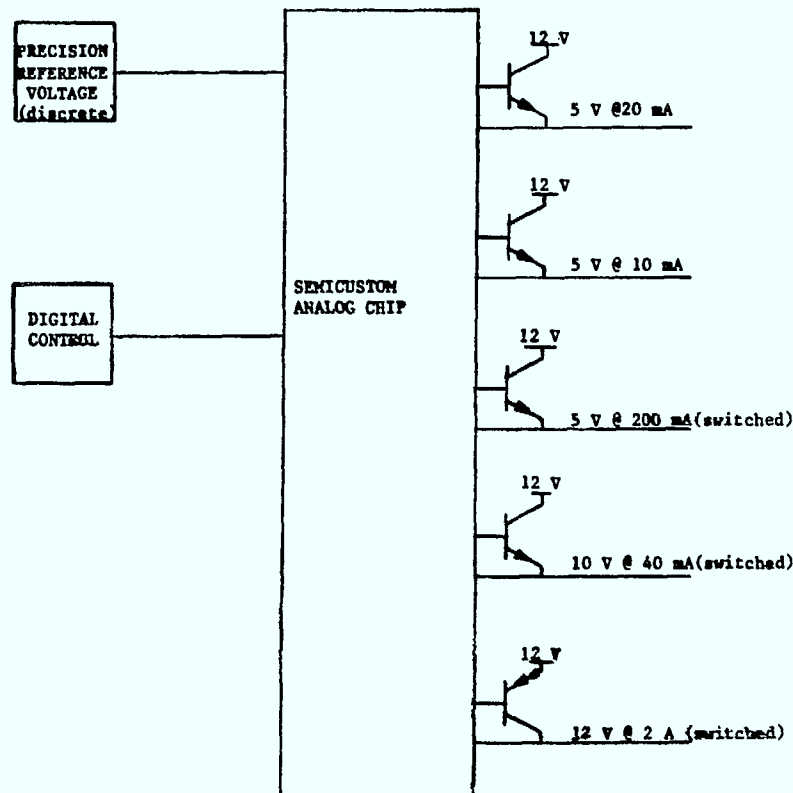 PRECISION
REFERENCE
VOLTAGE
(discrete)
DIGITAL
CONTROL
SEMICUSTOM
ANALOG CHIP
12 V
5 V @20 mA
12 V
5 V @ 10 mA
12 V
5 V @ 200 mA(switched)
12 V
10 V @ 40 mA(switched)
12 V
12 V @ 2 A (switched)